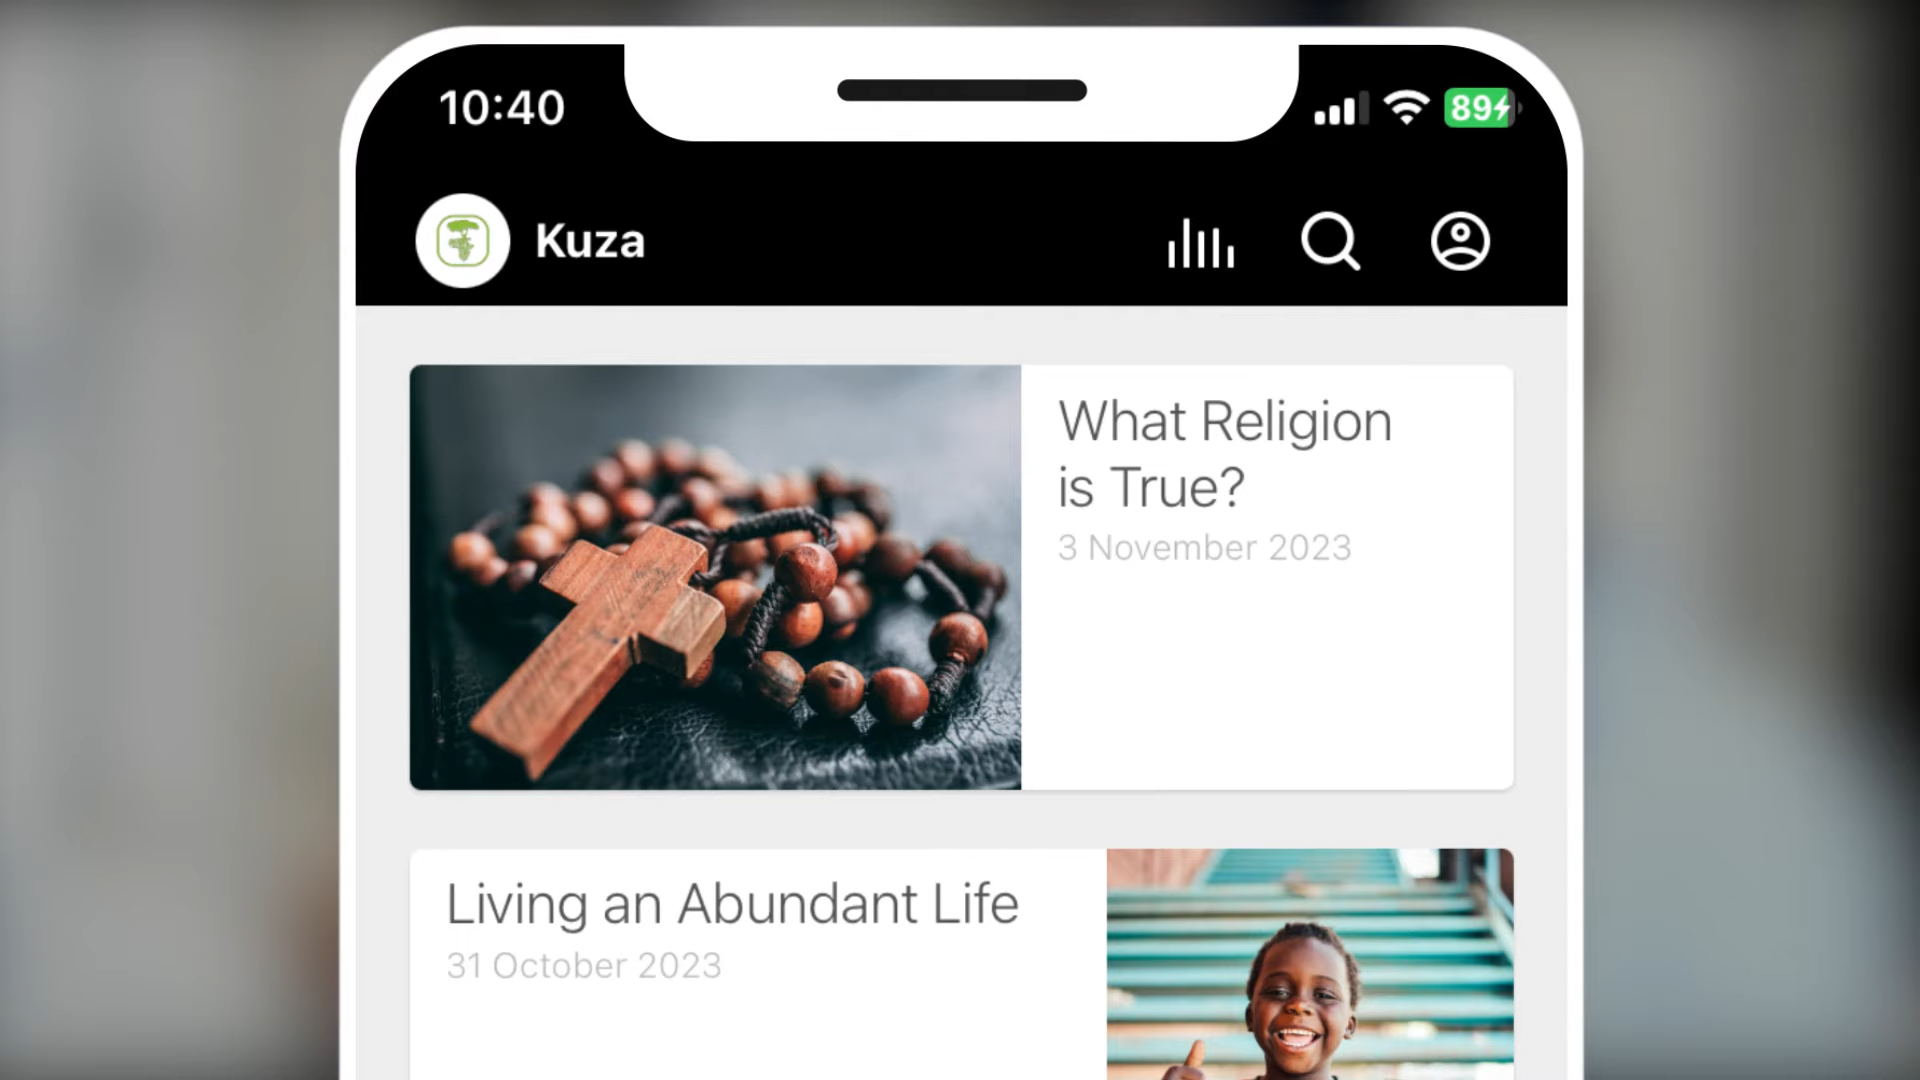 10:40
89
Kuza
What Religion
is True?
3 November 2023
Living an Abundant Life
31 October 2023